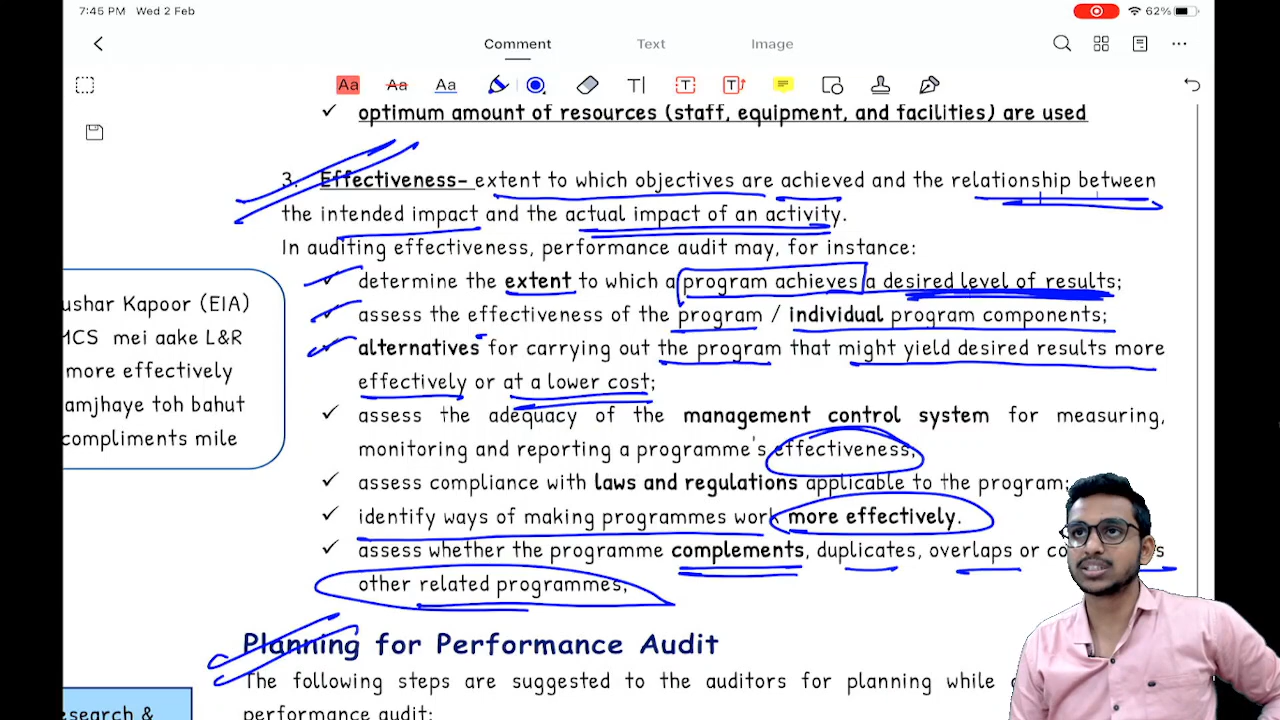 7:45 PM Wed 2 Feb
62%
Comment
Text
Image
Aa Aa Aa T T T
optimum amount of resources (staff, equipment, and facilities) are used
3. Effectiveness- extent to which objectives are achieved and the relationship between
the intended impact and the actual impact of an activity.
In auditing effectiveness, performance audit may, for instance:
determine the extent to which a program achieves a desired level of results;
assess the effectiveness of the program / individual program components;
alternatives for carrying out the program that might yield desired results more
effectively or at a lower cost;
assess the adequacy of the management control system for measuring,
monitoring and reporting a programme's effectiveness;
assess compliance with laws and regulations applicable to the program;
identify ways of making programmes work more effectively.
assess whether the programme complements, duplicates, overlaps or
other related programmes;
ushar Kapoor (EIA)
MCS mei aake L&R
more effectively
amjhaye toh bahut
compliments mile
Planning for Performance Audit
The following steps are suggested to the auditors for planning while
performance audit:
esearch &